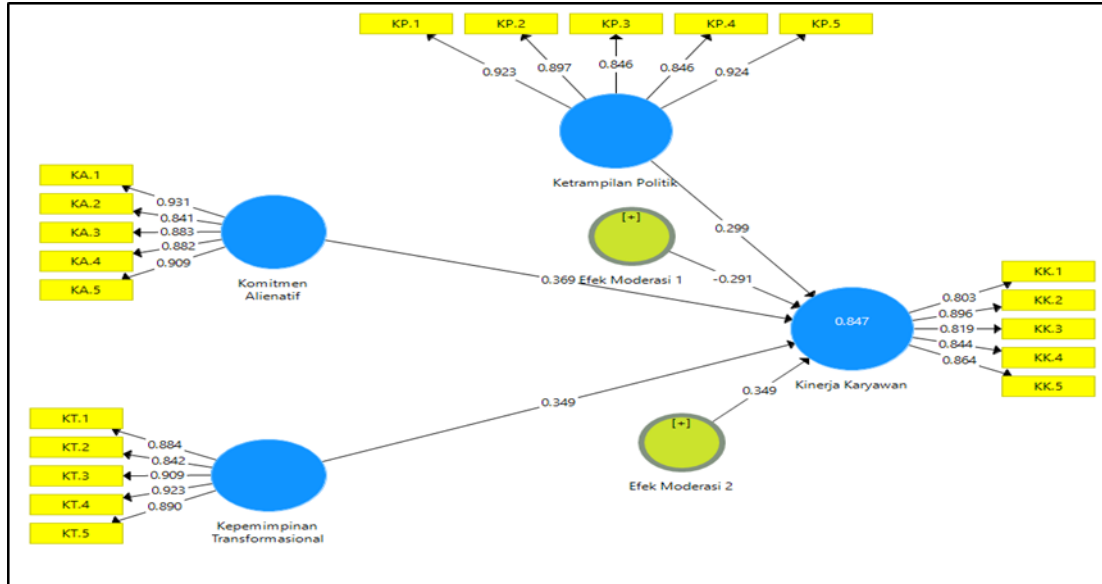 KP.1
KP.2
KP.3
KP.4
KP.5
0.923
0.897
0.846
0.846
0.924
Ketrampilan Politik
KA.1
KA.2
KA.3
KA.4
KA.5
0.931
0.841
0.883
0.882
0.909
Komitmen
Alienatif
[+]
Efek Moderasi 1
0.299
-0.291
0.369
0.847
Kinerja Karyawan
0.803
0.896
0.819
0.844
0.864
KK.1
KK.2
KK.3
KK.4
KK.5
0.349
0.349
[+]
Efek Moderasi 2
KT.1
KT.2
KT.3
KT.4
KT.5
0.884
0.842
0.909
0.923
0.890
Kepemimpinan
Transformasional